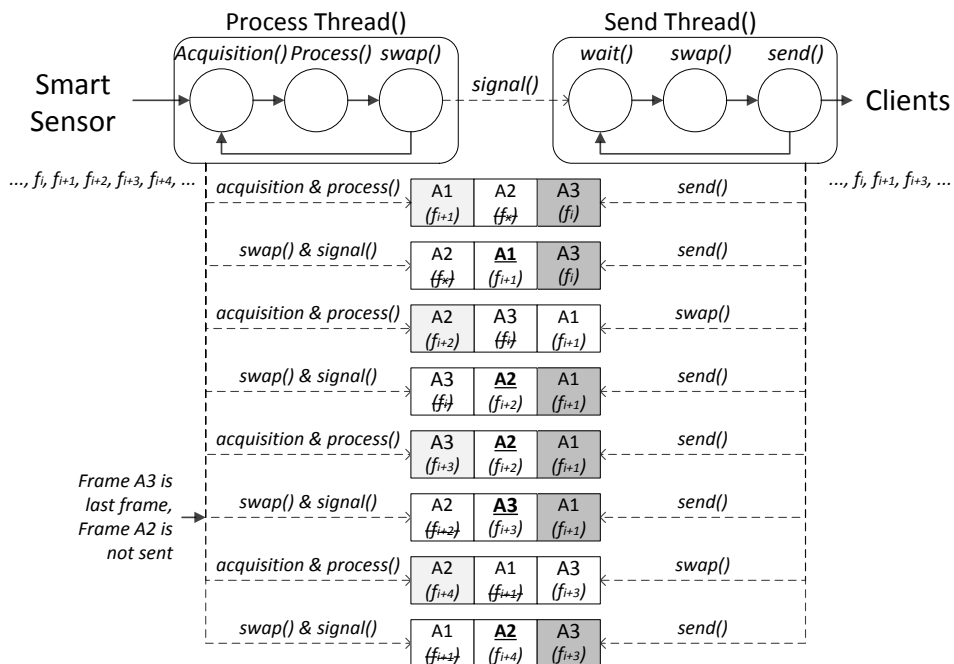 Process Thread()
Send Thread()
Acquisition() Process() swap()
wait() swap() send()
signal()
Smart
Sensor
Clients
..., fi, fi+1, fi+2, fi+3, fi+4, ...
..., fi, fi+1, fi+3, ...
acquisition & process()
A1 A2 A3
(fi+1) (fx) (fi)
send()
swap() & signal()
A2 A1 A3
(fx) (fi+1) (fi)
send()
acquisition & process()
A2 A3 A1
(fi+2) (fi) (fi+1)
swap()
swap() & signal()
A3 A2 A1
(fi) (fi+2) (fi+1)
send()
acquisition & process()
A3 A2 A1
(fi+3) (fi+2) (fi+1)
send()
Frame A3 is
last frame,
Frame A2 is
not sent
swap() & signal()
A2 A3 A1
(fi+2) (fi+3) (fi+1)
send()
acquisition & process()
A2 A1 A3
(fi+4) (fi+1) (fi+3)
swap()
swap() & signal()
A1 A2 A3
(fi+1) (fi+4) (fi+3)
send()